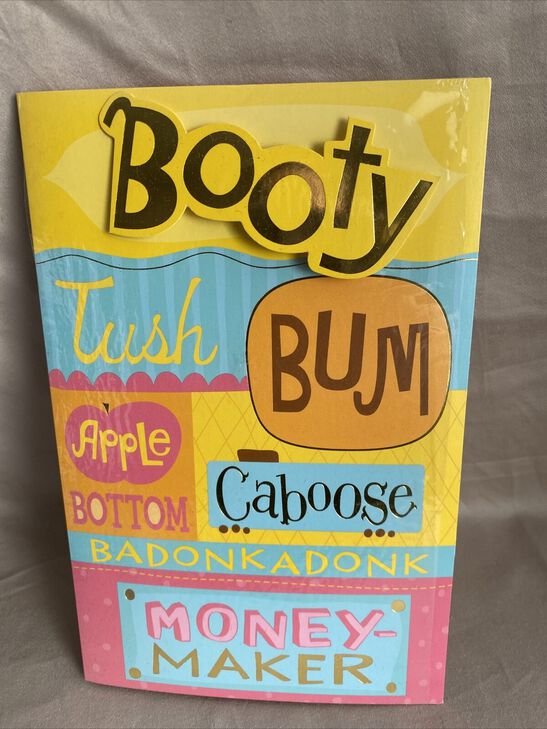 Booty
Tush
BUM
Apple
BOTTOM
Caboose
BADONKADONK
MONEY-
MAKER